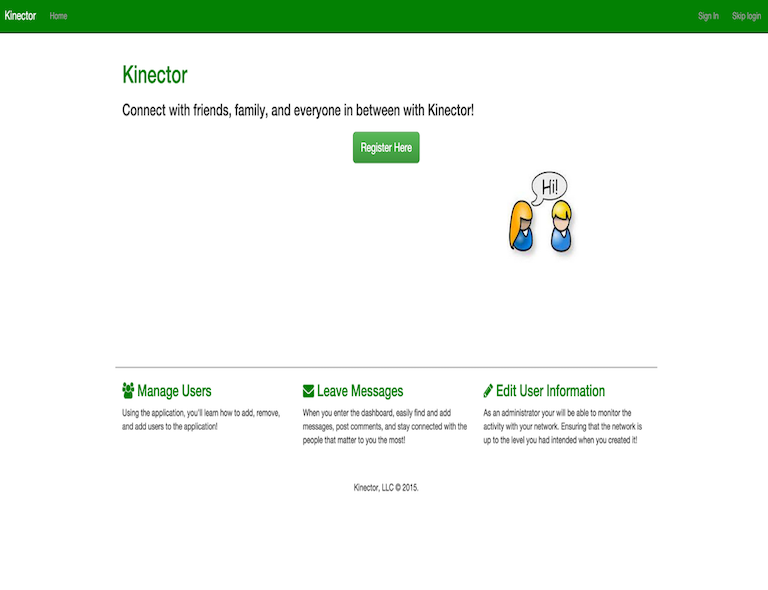 Kinector Home Sign In Skip login
Kinector
Connect with friends, family, and everyone in between with Kinector!
Register Here
Hi!
Manage Users
Using the application, you'll learn how to add, remove,
and add users to the application!
Leave Messages
When you enter the dashboard, easily find and add
messages, post comments, and stay connected with the
people that matter to you the most!
Edit User Information
As an administrator your will be able to monitor the
activity with your network. Ensuring that the network is
up to the level you had intended when you created it!
Kinector, LLC © 2015.